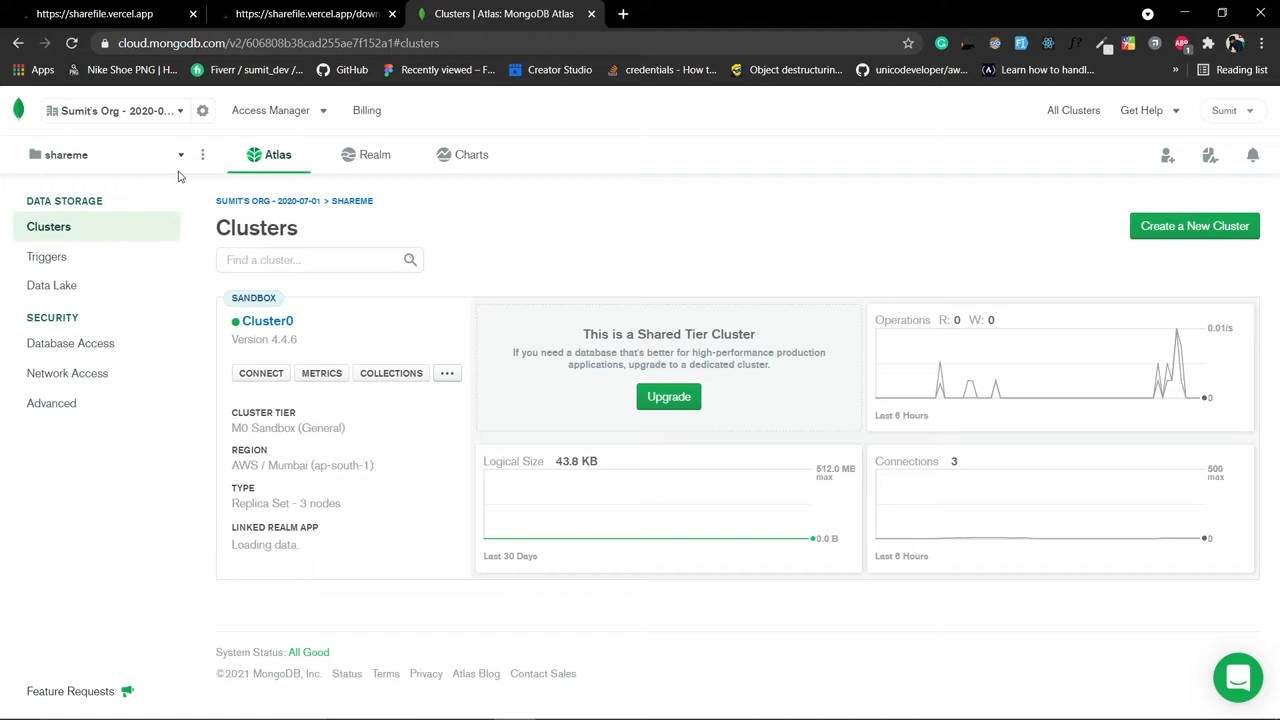 https://sharefile.vercel.app
https://sharefile.vercel.app/down
Clusters | Atlas: MongoDB Atlas
cloud.mongodb.com/v2/606808b38cad255ae7f152a1#clusters
Apps
Nike Shoe PNG | H...
Fiverr / sumit_dev /...
GitHub
Recently viewed – F...
Creator Studio
credentials - How t...
Object destructurin...
unicodeveloper/aw...
Learn how to handl...
»
Reading list
Sumit's Org - 2020-0...
Access Manager
Billing
All Clusters
Get Help
Sumit
shareme
Atlas
Realm
Charts
DATA STORAGE
Clusters
Triggers
Data Lake
SECURITY
Database Access
Network Access
Advanced
Feature Requests
SUMIT'S ORG - 2020-07-01 > SHAREME
Clusters
Create a New Cluster
Find a cluster...
SANDBOX
Cluster0
Version 4.4.6
CONNECT
METRICS
COLLECTIONS
...
CLUSTER TIER
M0 Sandbox (General)
REGION
AWS / Mumbai (ap-south-1)
TYPE
Replica Set - 3 nodes
LINKED REALM APP
Loading data.
This is a Shared Tier Cluster
If you need a database that's better for high-performance production
applications, upgrade to a dedicated cluster.
Upgrade
Operations R: 0 W: 0
0.01/s
0
Last 6 Hours
Logical Size 43.8 KB
512.0 MB
max
0.0 B
Last 30 Days
Connections 3
500
max
0
Last 6 Hours
System Status: All Good
©2021 MongoDB, Inc. Status Terms Privacy Atlas Blog Contact Sales